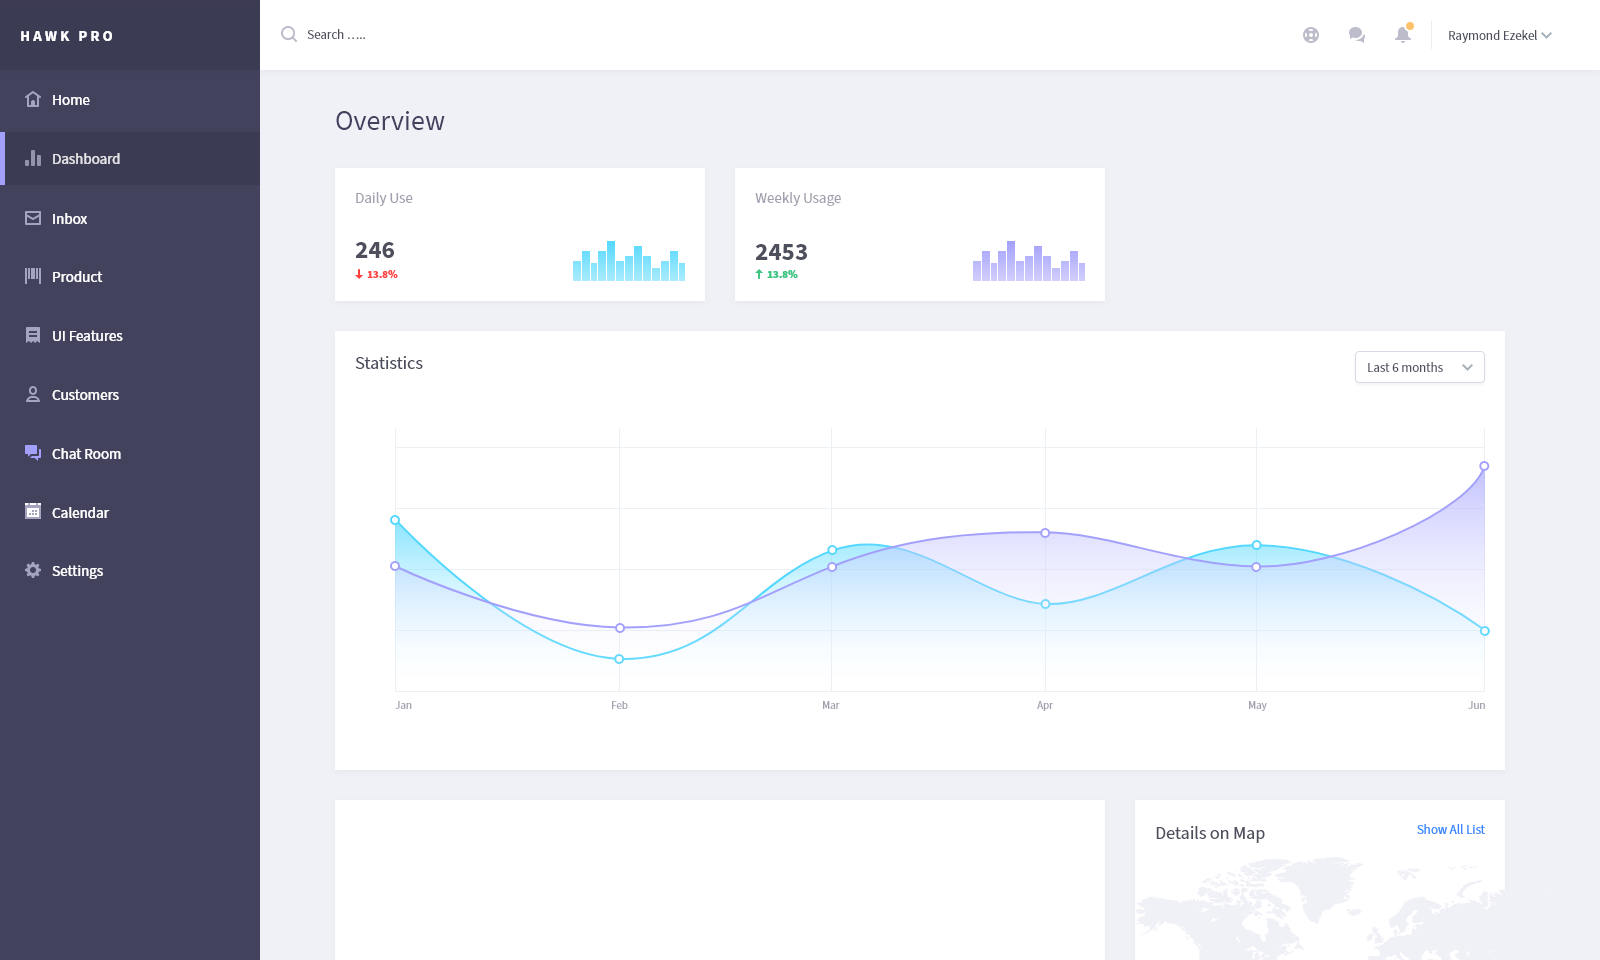 HAWK PRO
Search .....
Raymond Ezekel
Home
Dashboard
Inbox
Product
UI Features
Customers
Chat Room
Calendar
Settings
Overview
Daily Use
246
13.8%
Weekly Usage
2453
13.8%
Statistics
Last 6 months
Jan Feb Mar Apr May Jun
Details on Map
Show All List